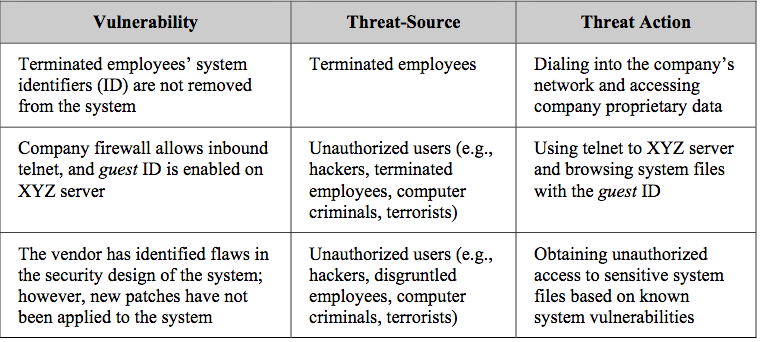 Vulnerability
Threat-Source
Threat Action
Terminated employees’ system
identifiers (ID) are not removed
from the system
Terminated employees
Dialing into the company’s
network and accessing
company proprietary data
Company firewall allows inbound
telnet, and guest ID is enabled on
XYZ server
Unauthorized users (e.g.,
hackers, terminated
employees, computer
criminals, terrorists)
Using telnet to XYZ server
and browsing system files
with the guest ID
The vendor has identified flaws in
the security design of the system;
however, new patches have not
been applied to the system
Unauthorized users (e.g.,
hackers, disgruntled
employees, computer
criminals, terrorists)
Obtaining unauthorized
access to sensitive system
files based on known
system vulnerabilities